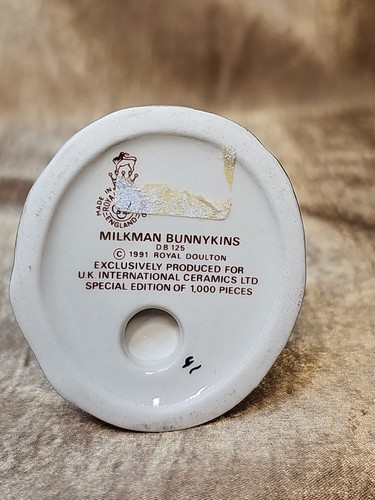 MADE IN
ENGLAND
MILKMAN BUNNYKINS
DB 125
© 1991 ROYAL DOULTON
EXCLUSIVELY PRODUCED FOR
U.K. INTERNATIONAL CERAMICS LTD
SPECIAL EDITION OF 1,000 PIECES